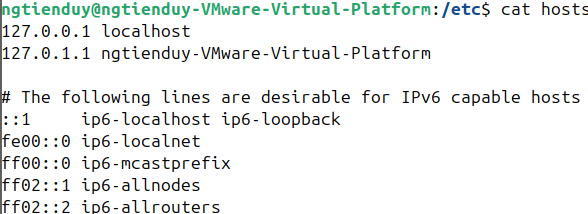 ngtienduy@ngtienduy-VMware-Virtual-Platform:/etc$ cat hosts
127.0.0.1 localhost
127.0.1.1 ngtienduy-VMware-Virtual-Platform
# The following lines are desirable for IPv6 capable hosts
::1     ip6-localhost ip6-loopback
fe00::0 ip6-localnet
ff00::0 ip6-mcastprefix
ff02::1 ip6-allnodes
ff02::2 ip6-allrouters